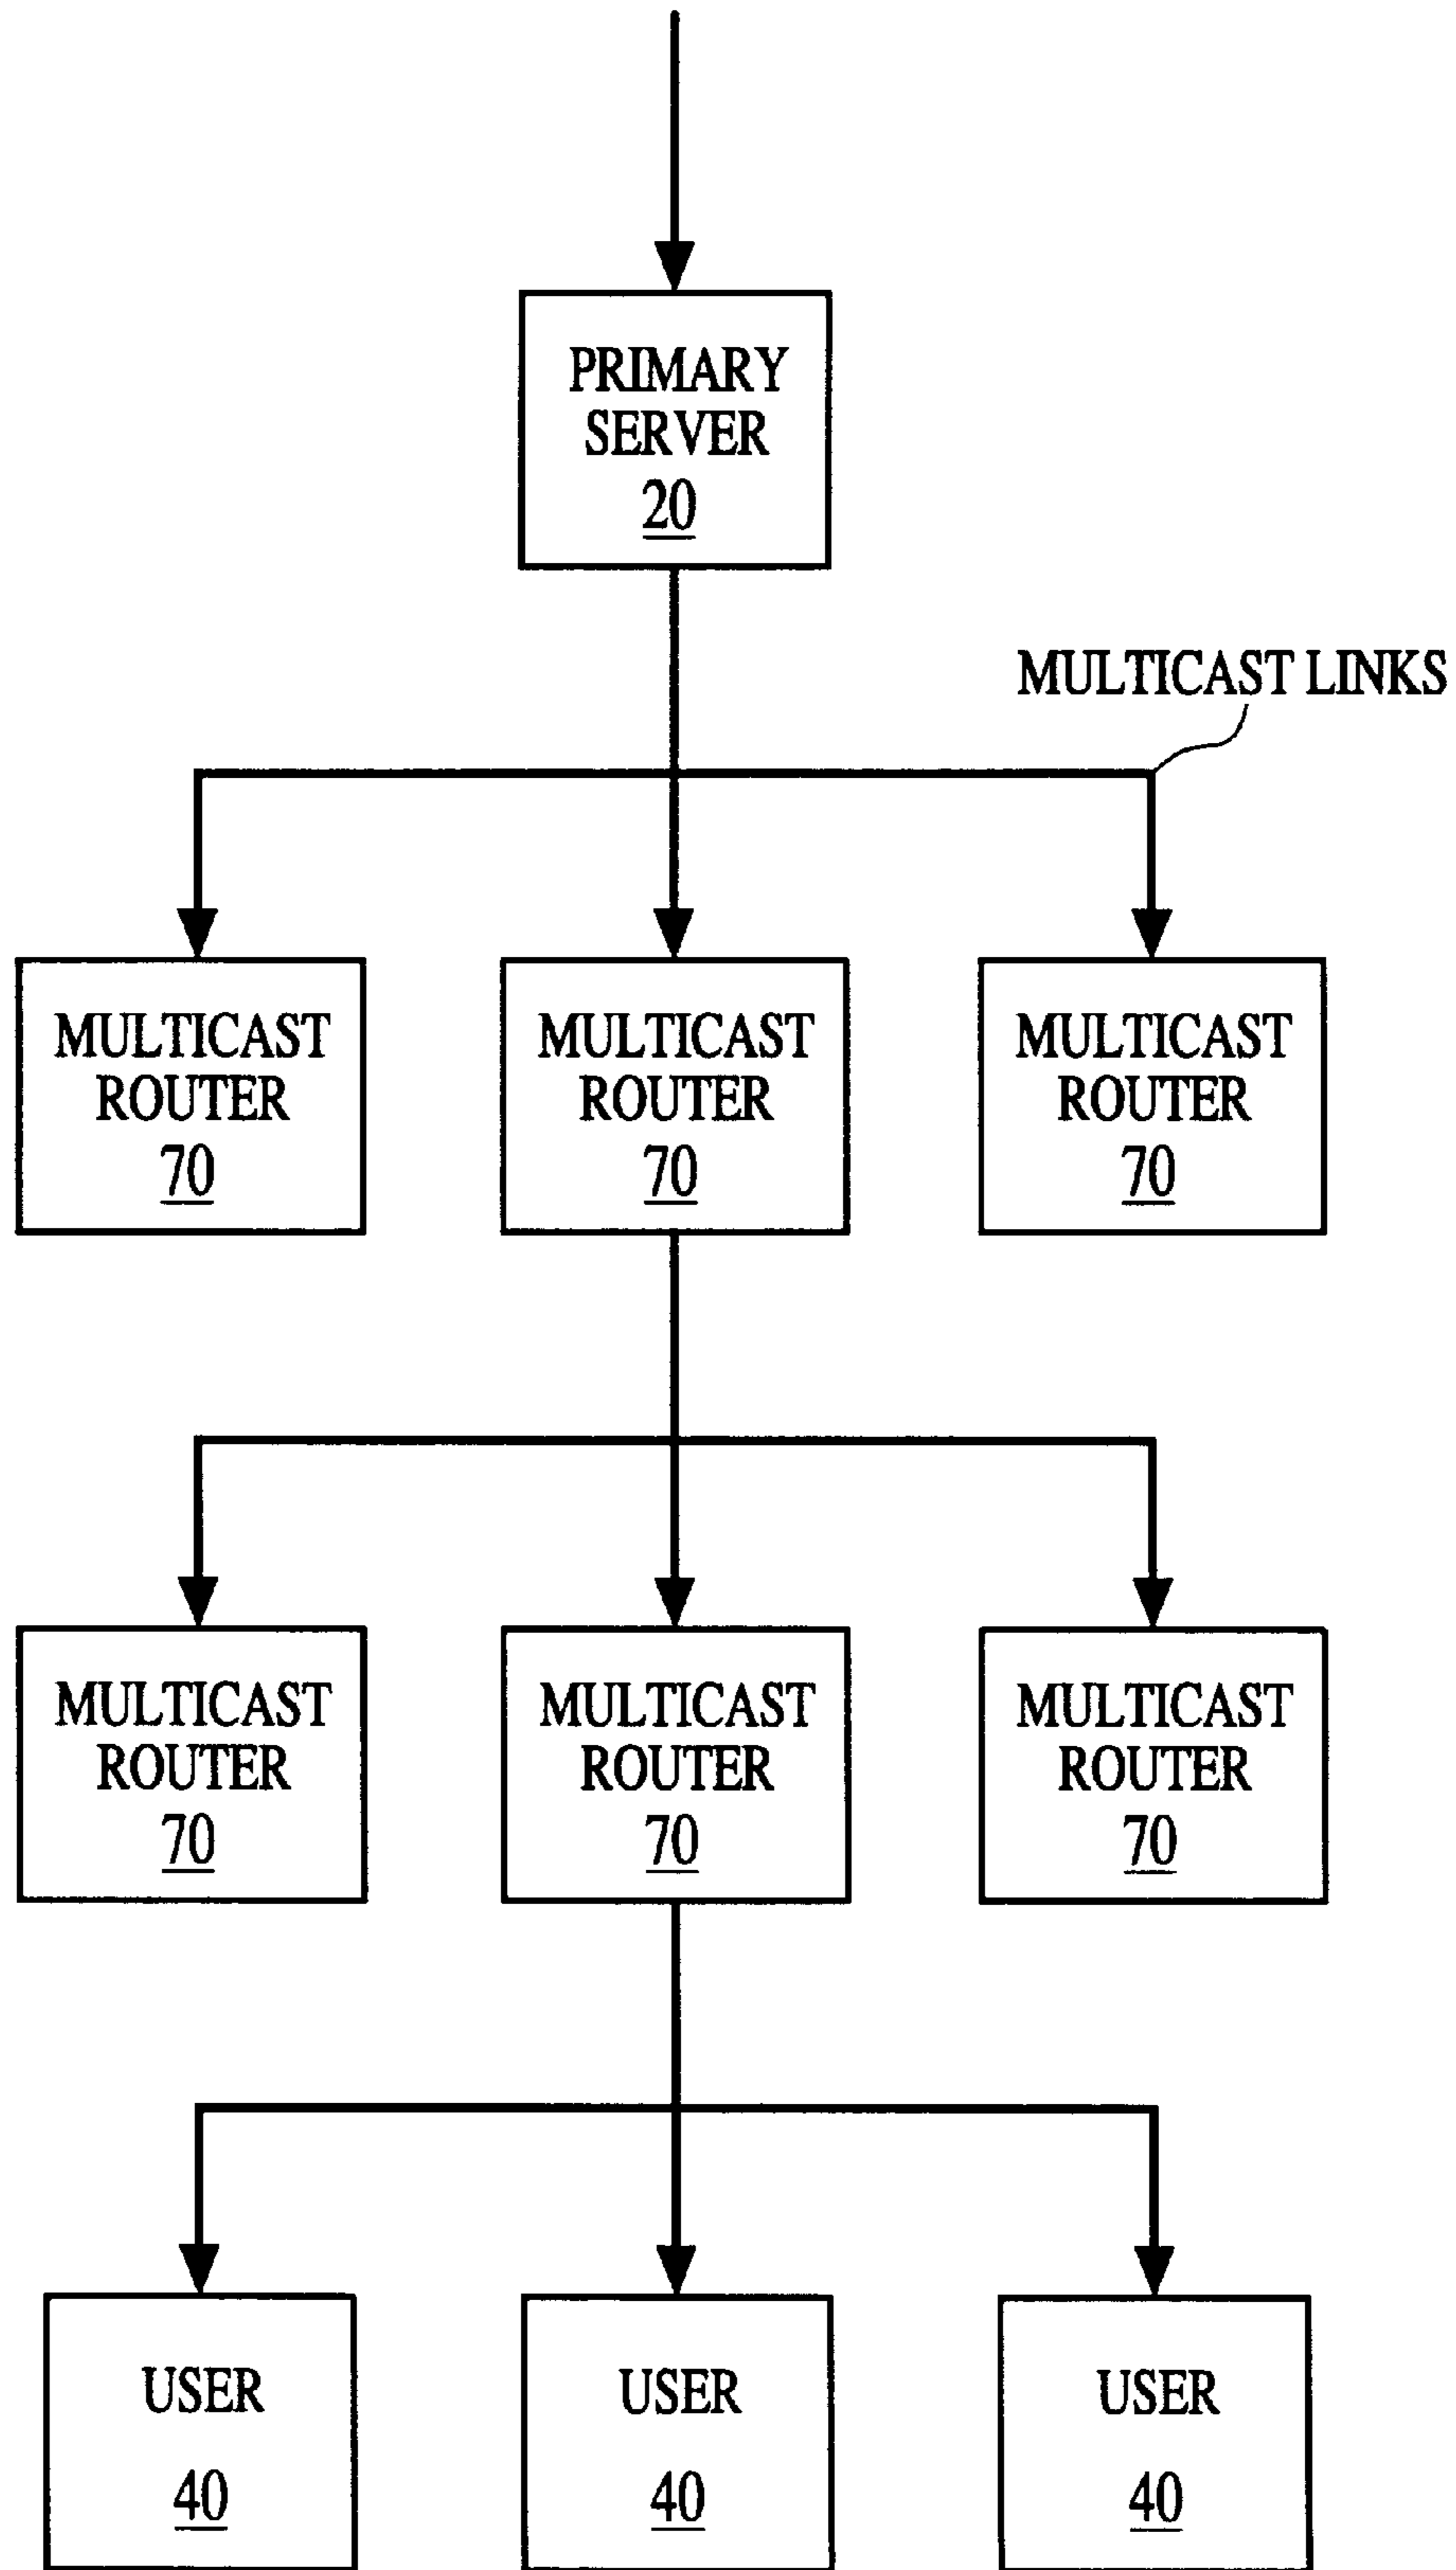 PRIMARY
SERVER
20
MULTICAST LINKS
MULTICAST
ROUTER
70
MULTICAST
ROUTER
70
MULTICAST
ROUTER
70
MULTICAST
ROUTER
70
MULTICAST
ROUTER
70
MULTICAST
ROUTER
70
USER
40
USER
40
USER
40